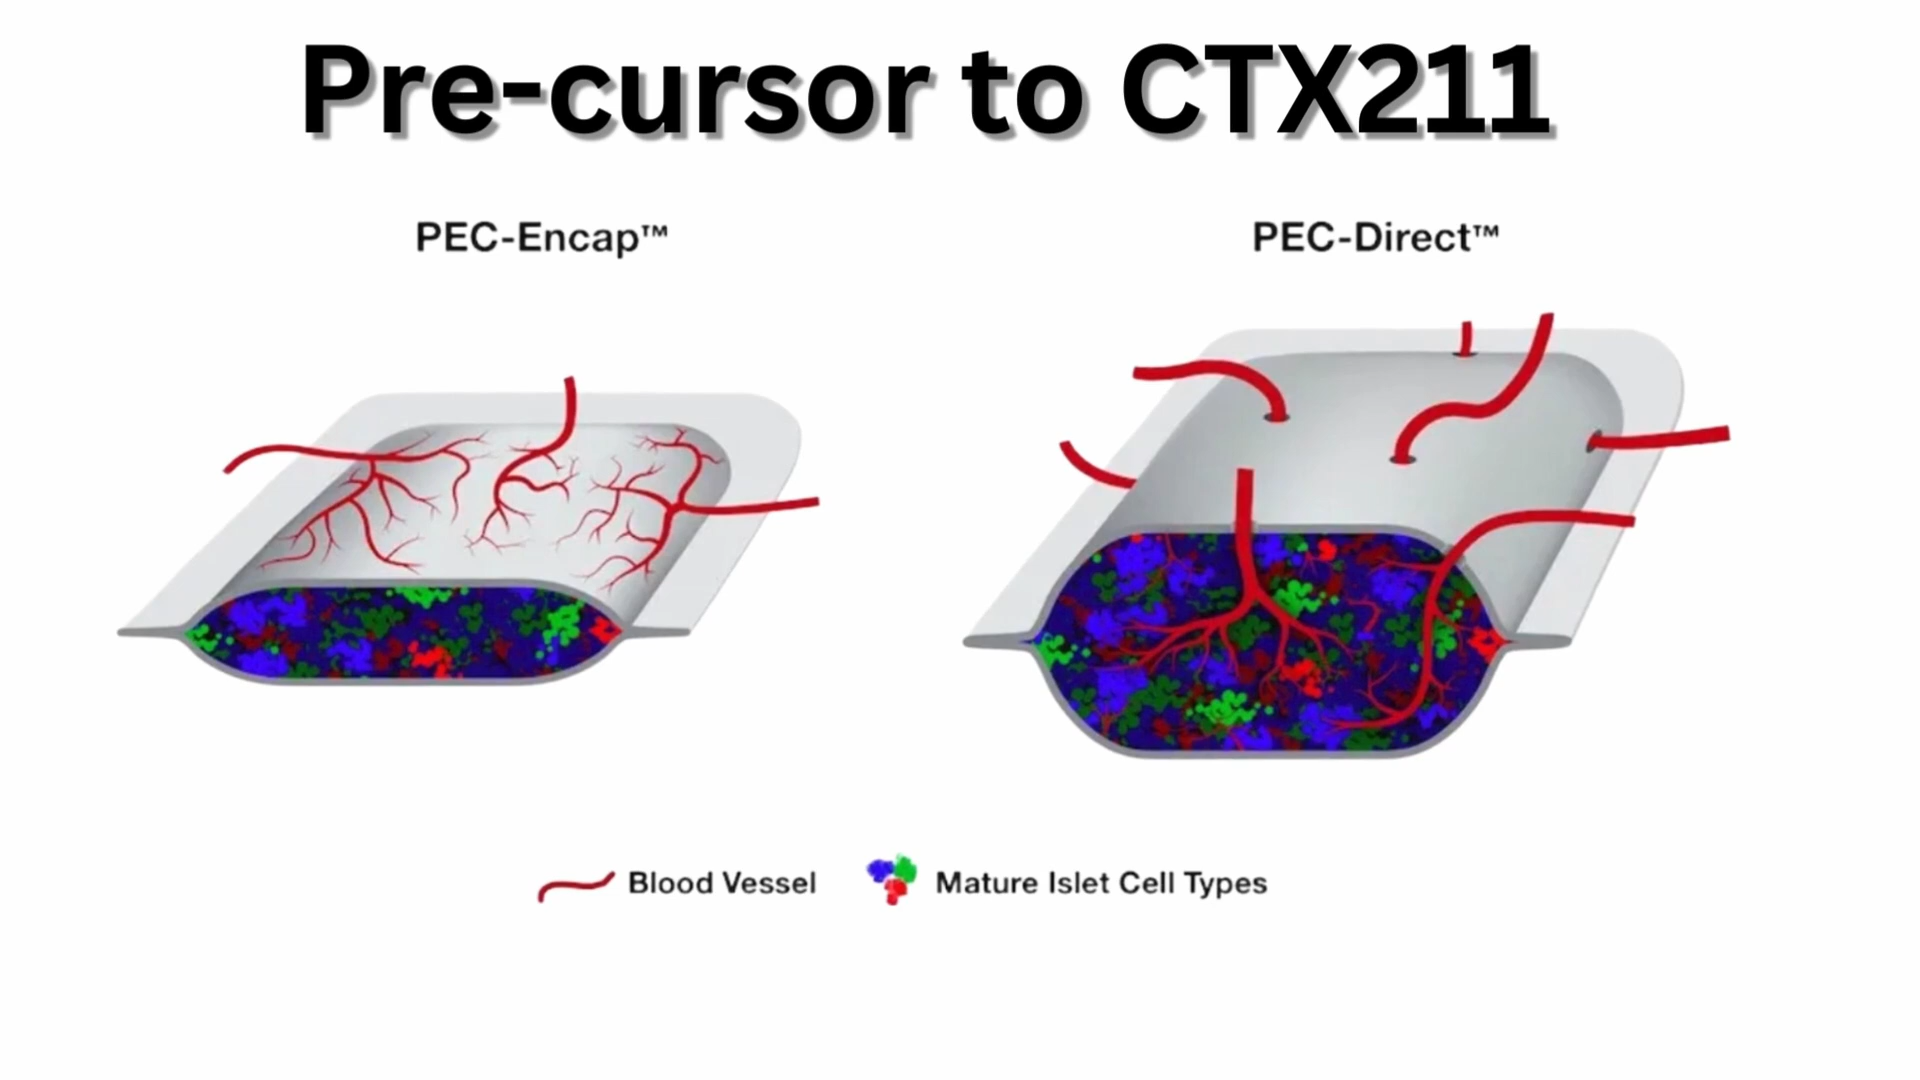 Pre-cursor to CTX211
PEC-Encap™
PEC-Direct™
Blood Vessel
Mature Islet Cell Types